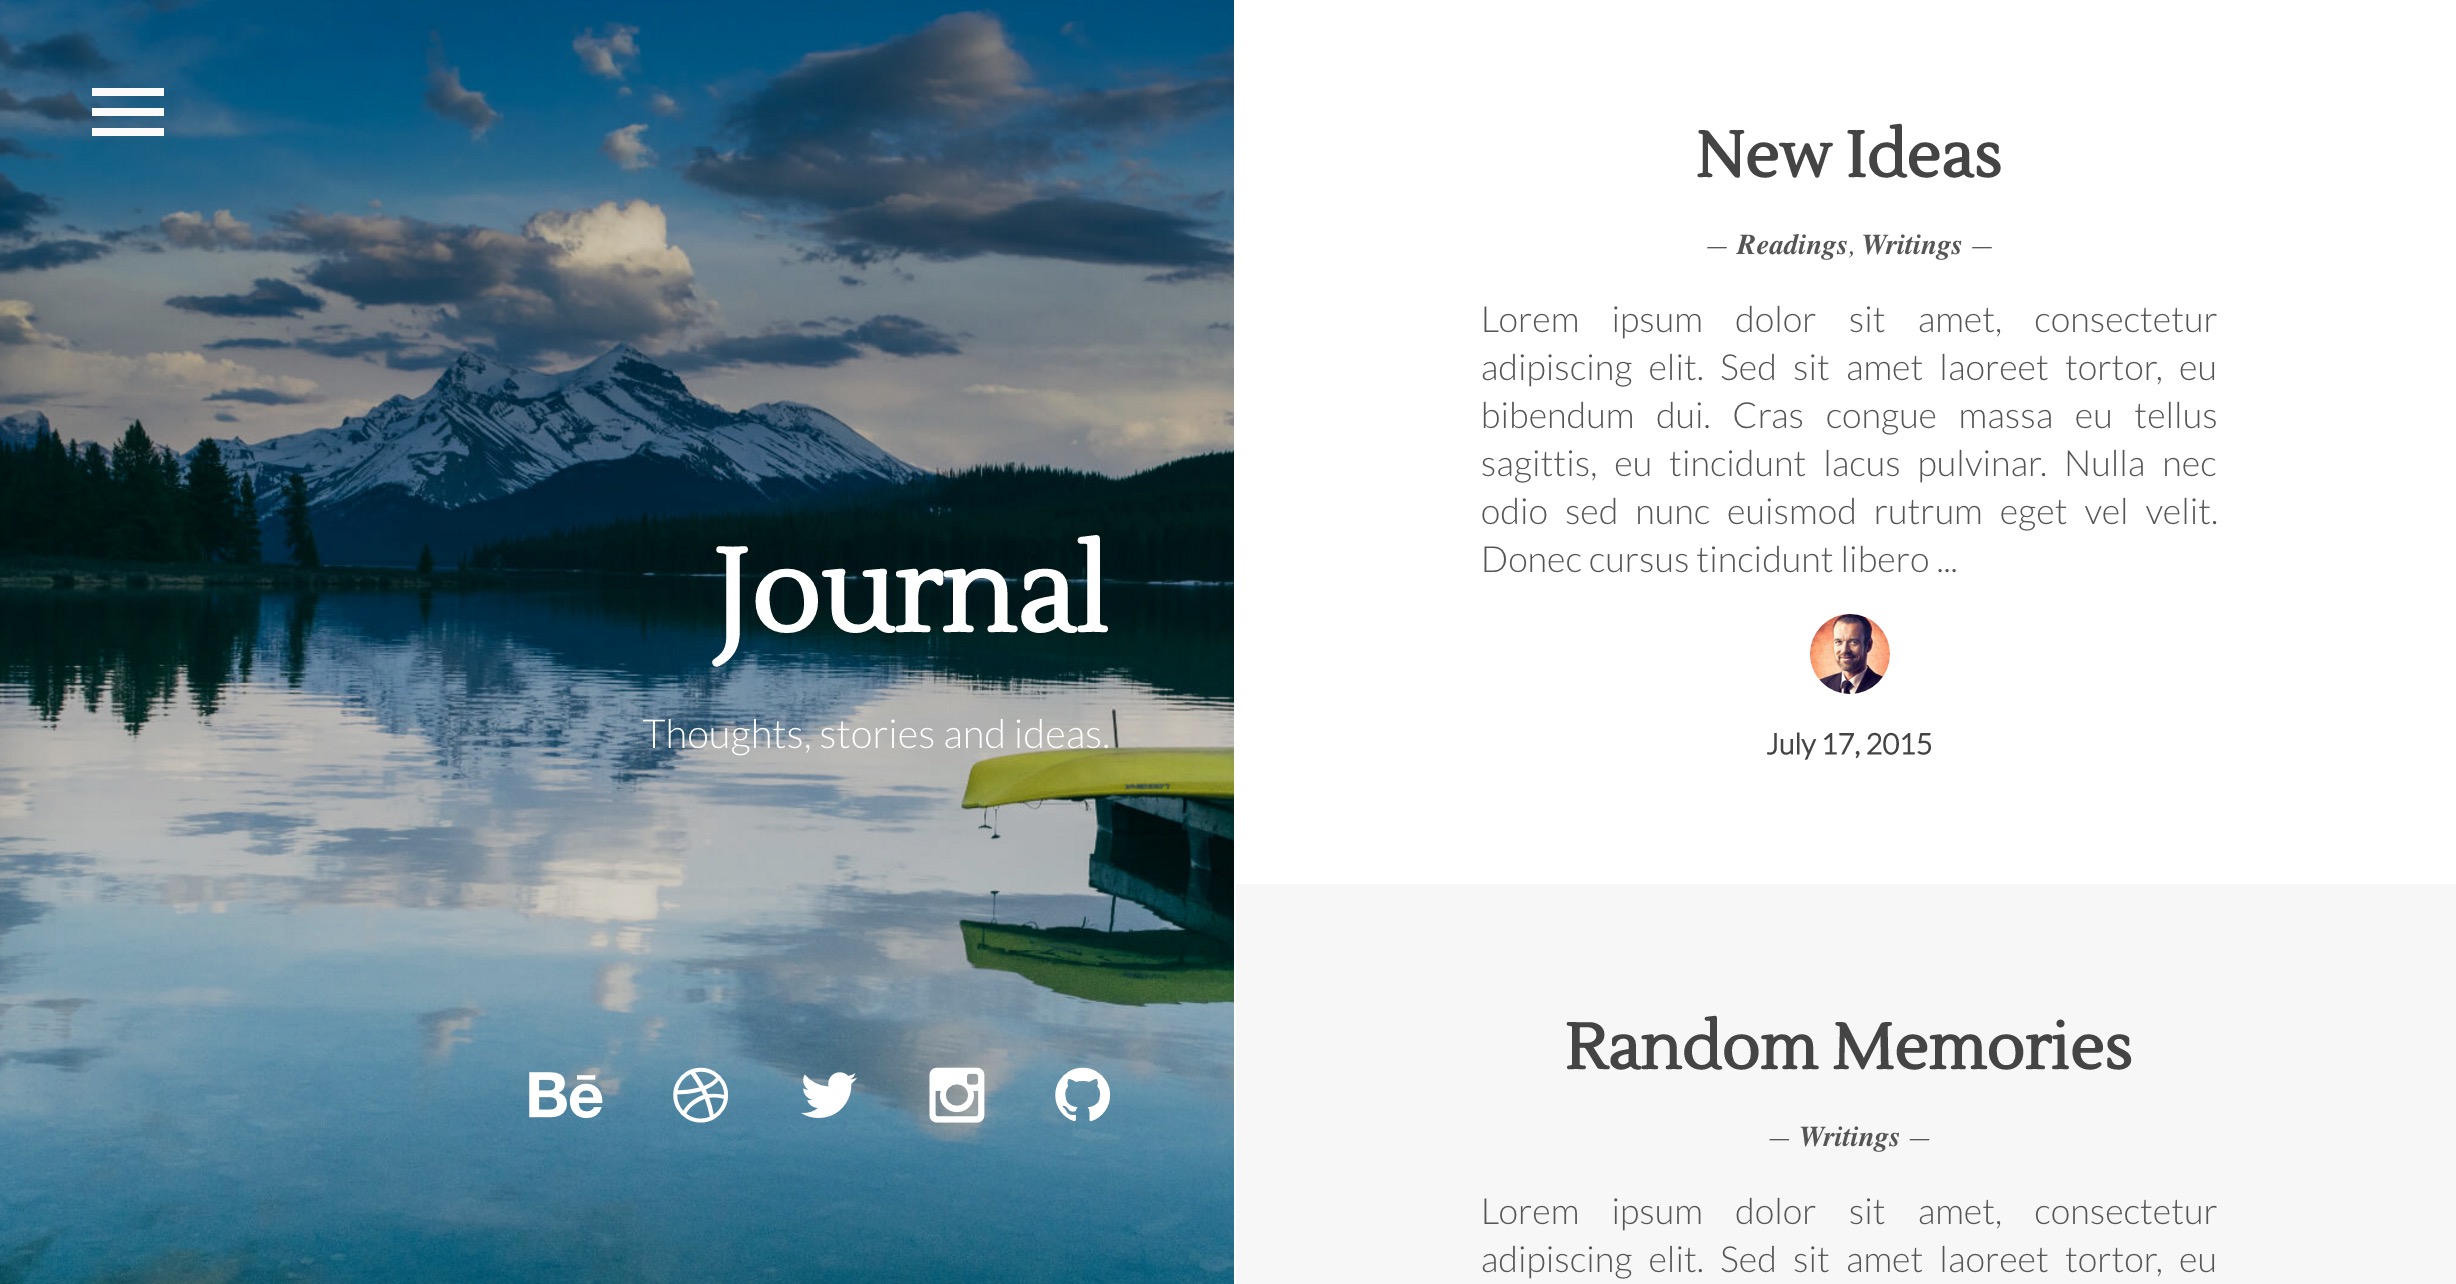 Journal
Thoughts, stories and ideas.
Bē
New Ideas
— Readings, Writings —
Lorem ipsum dolor sit amet, consectetur
adipiscing elit. Sed sit amet laoreet tortor, eu
bibendum dui. Cras congue massa eu tellus
sagittis, eu tincidunt lacus pulvinar. Nulla nec
odio sed nunc euismod rutrum eget vel velit.
Donec cursus tincidunt libero ...
July 17, 2015
Random Memories
— Writings —
Lorem ipsum dolor sit amet, consectetur
adipiscing elit. Sed sit amet laoreet tortor, eu